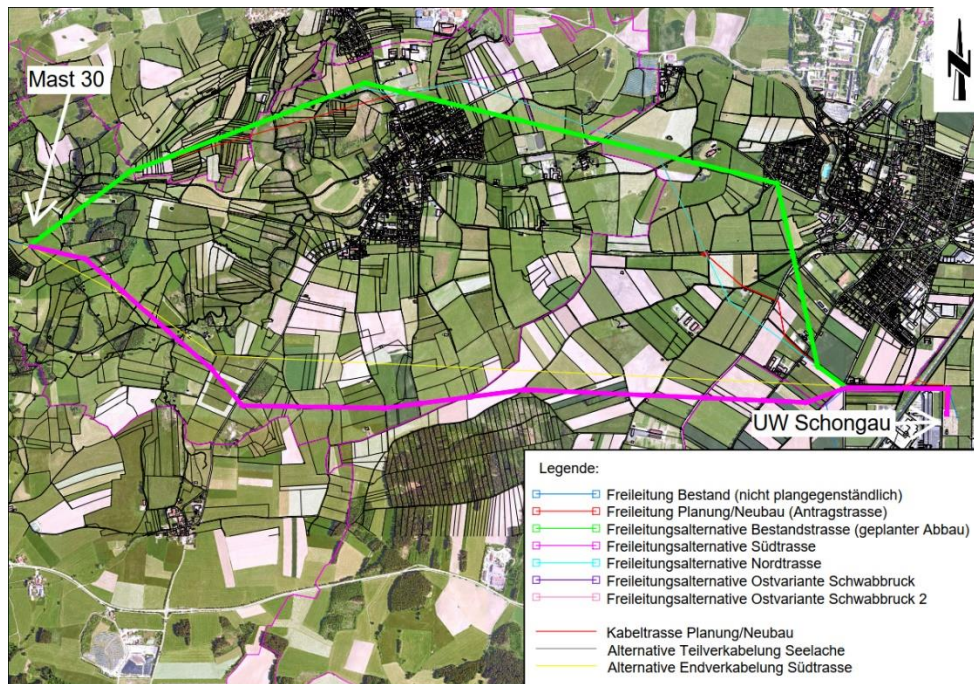 Mast 30
UW Schongau
Legende:
Freileitung Bestand (nicht plangegenständlich)
Freileitung Planung/Neubau (Antragstrasse)
Freileitungsalternative Bestandstrasse (geplanter Abbau)
Freileitungsalternative Südtrasse
Freileitungsalternative Nordtrasse
Freileitungsalternative Ostvariante Schwabbruck
Freileitungsalternative Ostvariante Schwabbruck 2
Kabeltrasse Planung/Neubau
Alternative Teilverkabelung Seelache
Alternative Endverkabelung Südtrasse